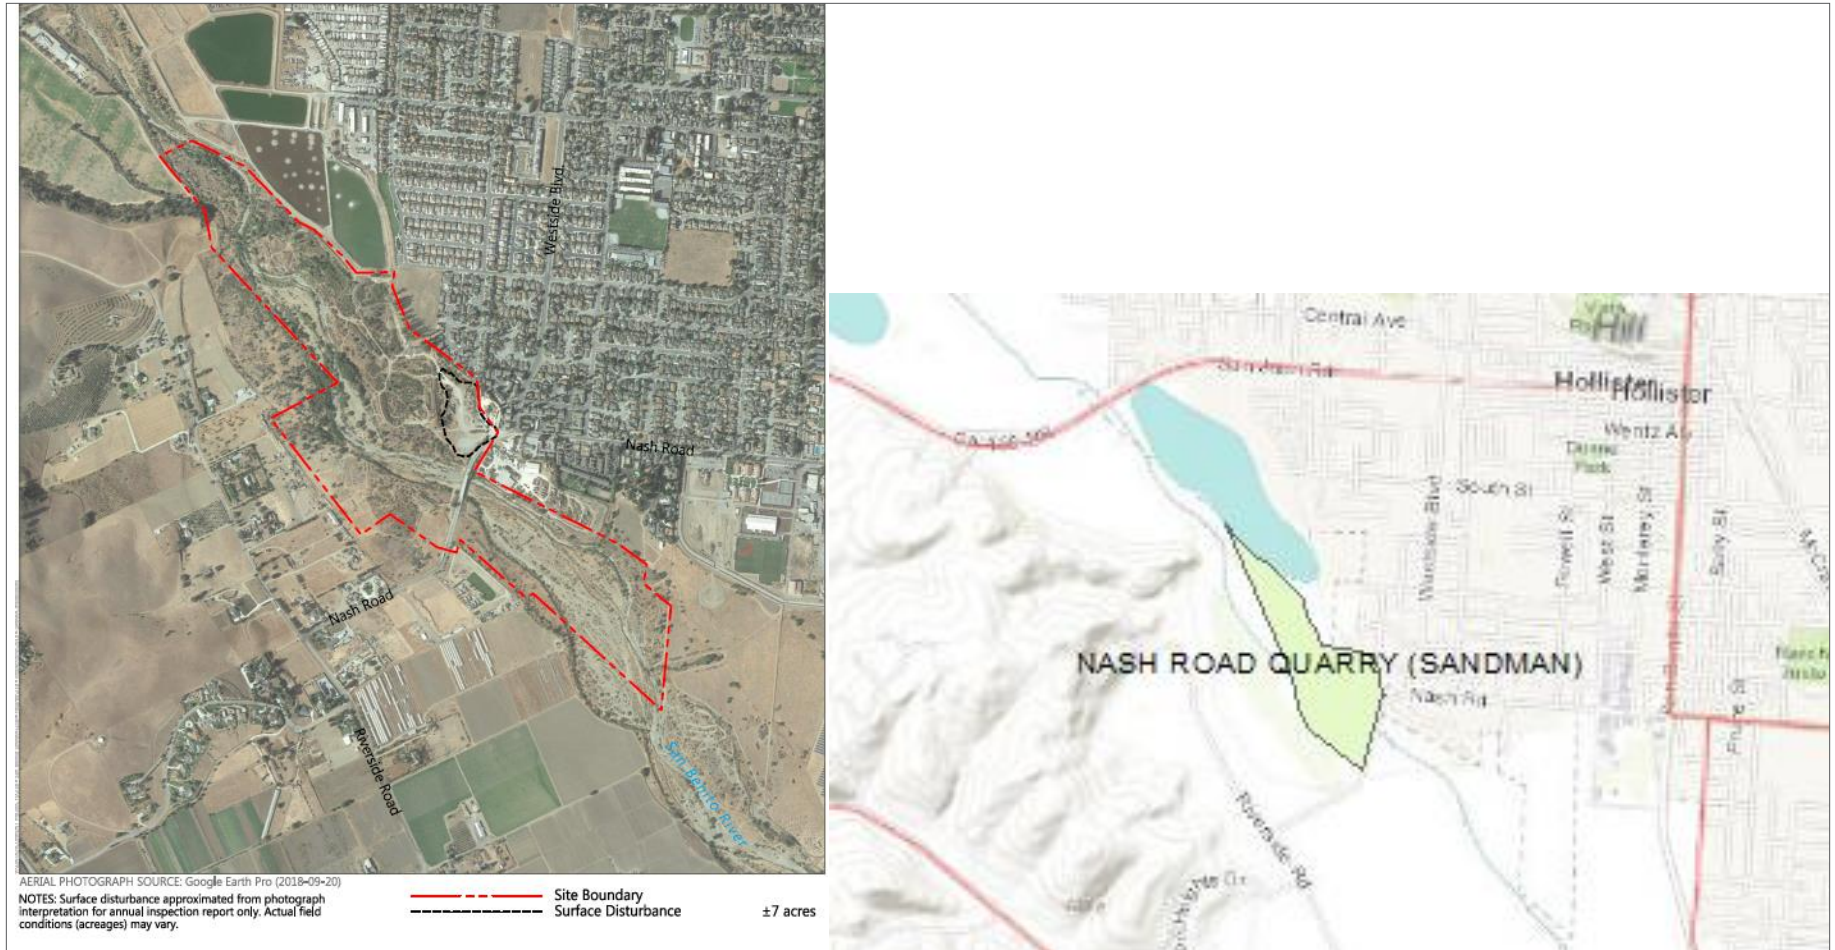 Westside Blvd.
Nash Road
Nash Road
Riverside Road
San Benito River
AERIAL PHOTOGRAPH SOURCE: Google Earth Pro (2018-09-20)
NOTES: Surface disturbance approximated from photograph
interpretation for annual inspection report only. Actual field
conditions (acreages) may vary.
Site Boundary
Surface Disturbance
±7 acres
Central Ave
Hill
Hollister
Hollister
Wentz
Park
South St
Westside Blvd
Powell St
West St
Monterey St
Sally St
NASH ROAD QUARRY (SANDMAN)
Nash Rd
Riverside Rd